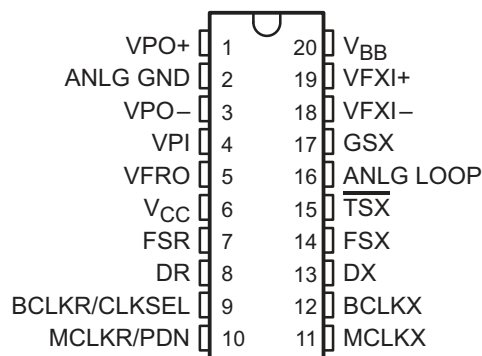 VPO+ 1 20 VBB
ANLG GND 2 19 VFXI+
VPO– 3 18 VFXI–
VPI 4 17 GSX
VFRO 5 16 ANLG LOOP
VCC 6 15 TSX
FSR 7 14 FSX
DR 8 13 DX
BCLKR/CLKSEL 9 12 BCLKX
MCLKR/PDN 10 11 MCLKX